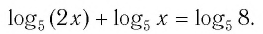 log₅ (2x) + log₅ x = log₅ 8.